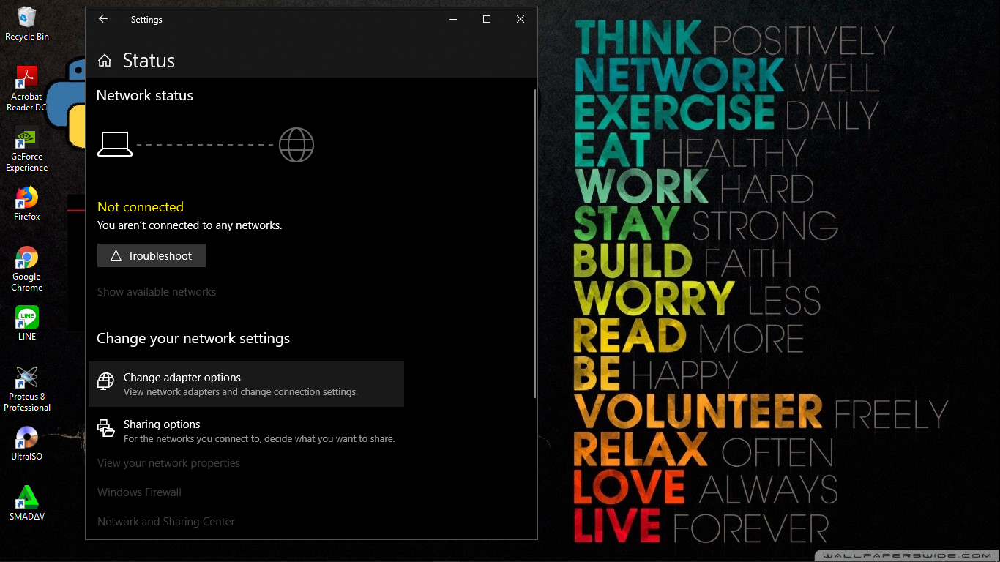 Recycle Bin
Acrobat
Reader DC
GeForce
Experience
Firefox
Google
Chrome
LINE
LINE
Proteus 8
Professional
UltraISO
SMADΔV
Settings
Status
Network status
Not connected
You aren't connected to any networks.
Troubleshoot
Show available networks
Change your network settings
Change adapter options
View network adapters and change connection settings.
Sharing options
For the networks you connect to, decide what you want to share.
View your network properties
Windows Firewall
Network and Sharing Center
THINK POSITIVELY
NETWORK WELL
EXERCISE DAILY
EAT HEALTHY
WORK HARD
STAY STRONG
BUILD FAITH
WORRY LESS
READ MORE
BE HAPPY
VOLUNTEER FREELY
RELAX OFTEN
LOVE ALWAYS
LIVE FOREVER
WALLPAPERSWIDE.COM